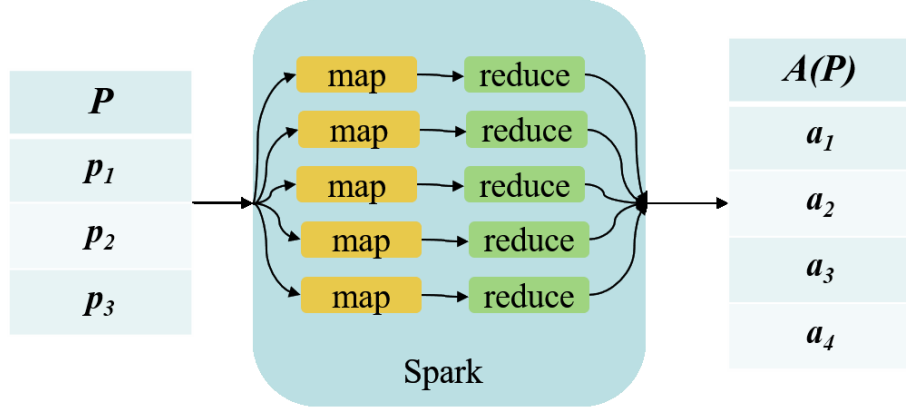 P
p1
p2
p3
map reduce
map reduce
map reduce
map reduce
map reduce
Spark
A(P)
a1
a2
a3
a4